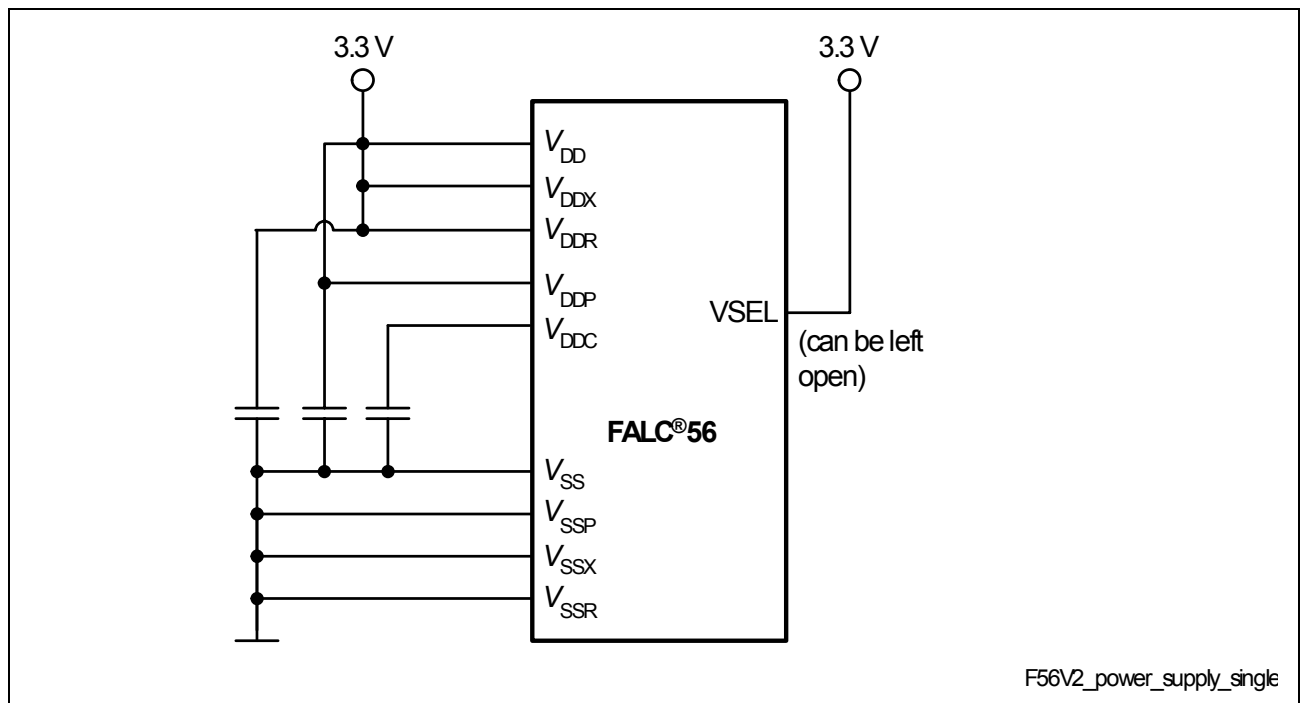 3.3 V
3.3 V
VDD
VDDX
VDDR
VDDP
VDDC
VSEL
(can be left
open)
FALC®56
VSS
VSSP
VSSX
VSSR
F56V2_power_supply_single